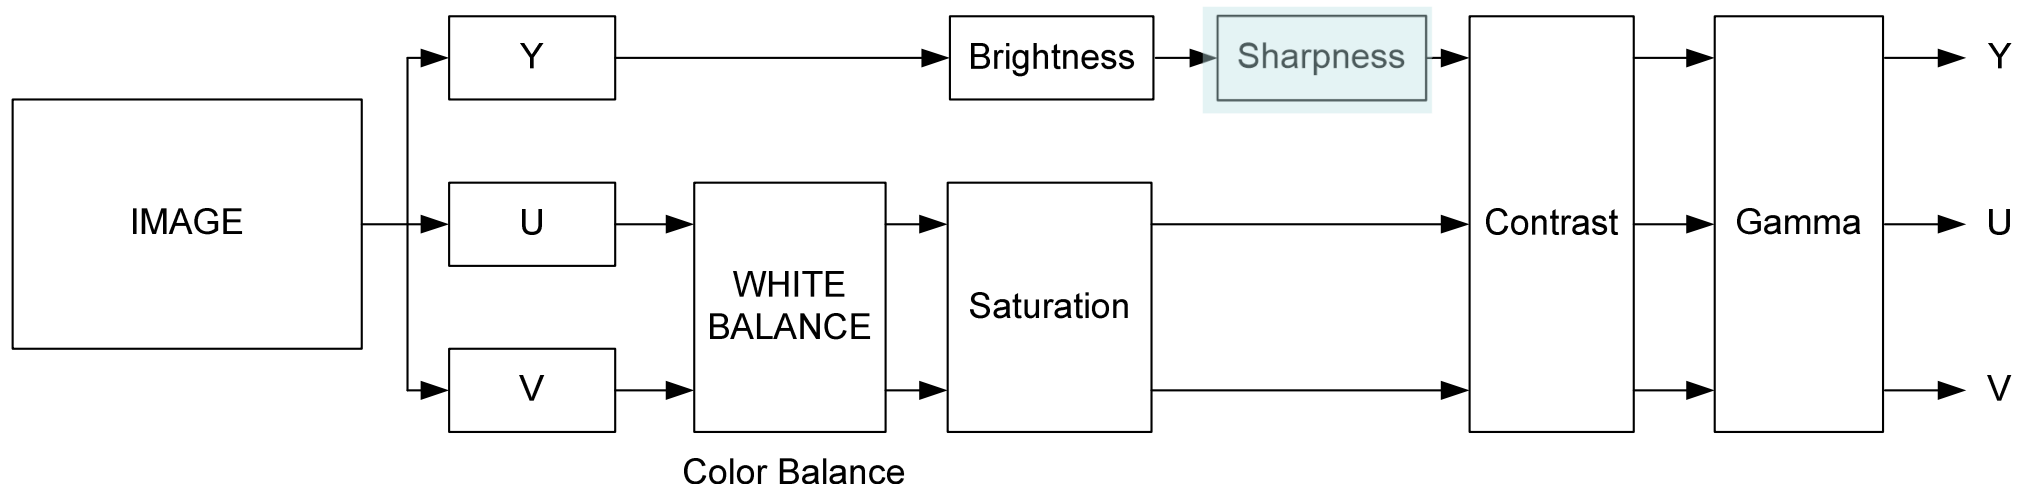 Y
Brightness
Sharpness
Y
IMAGE
U
WHITE
BALANCE
Saturation
Contrast
Gamma
U
V
V
Color Balance